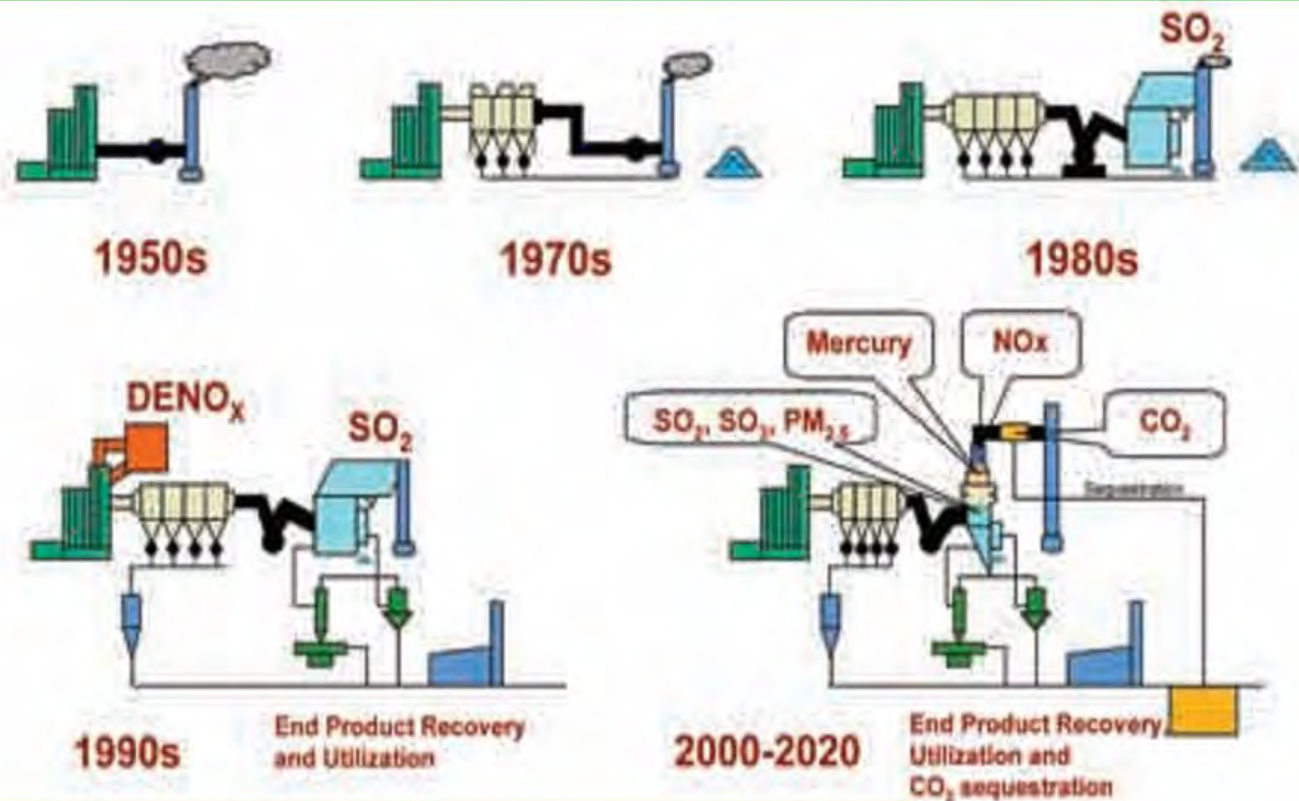 SO₂
1950s
1970s
1980s
Mercury
NOx
DENOₓ
SO₂
SO₂, SO₃, PM₂.₅
CO₂
Sequestration
1990s
End Product Recovery
and Utilization
2000-2020
End Product Recovery
Utilization and
CO₂ sequestration